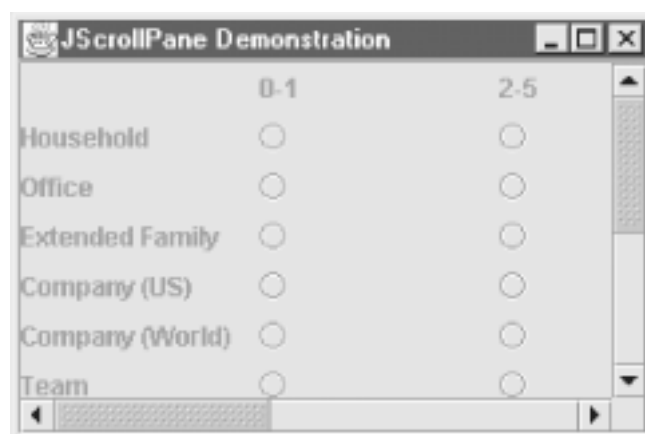 JScrollPane Demonstration
0-1 2-5
Household
Office
Extended Family
Company (US)
Company (World)
Team